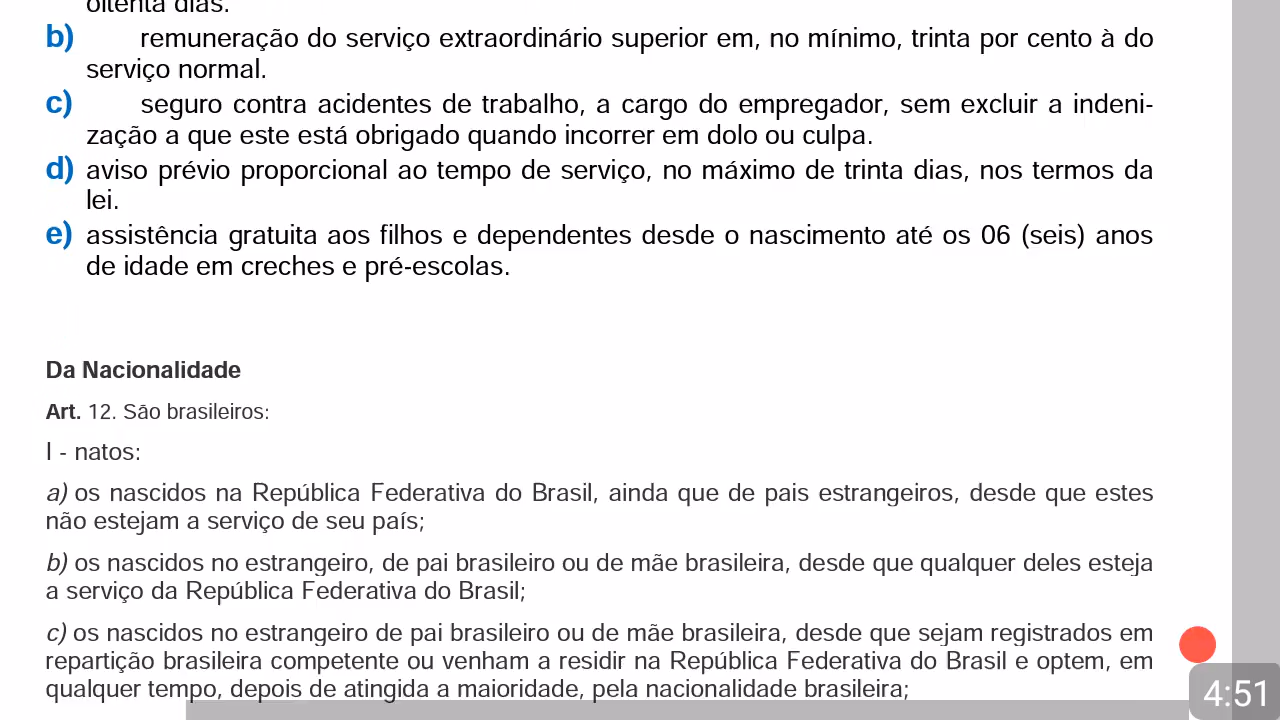 oitenta dias.
b) remuneração do serviço extraordinário superior em, no mínimo, trinta por cento à do
serviço normal.
c) seguro contra acidentes de trabalho, a cargo do empregador, sem excluir a indeni-
zação a que este está obrigado quando incorrer em dolo ou culpa.
d) aviso prévio proporcional ao tempo de serviço, no máximo de trinta dias, nos termos da
lei.
e) assistência gratuita aos filhos e dependentes desde o nascimento até os 06 (seis) anos
de idade em creches e pré-escolas.
Da Nacionalidade
Art. 12. São brasileiros:
I - natos:
a) os nascidos na República Federativa do Brasil, ainda que de pais estrangeiros, desde que estes
não estejam a serviço de seu país;
b) os nascidos no estrangeiro, de pai brasileiro ou de mãe brasileira, desde que qualquer deles esteja
a serviço da República Federativa do Brasil;
c) os nascidos no estrangeiro de pai brasileiro ou de mãe brasileira, desde que sejam registrados em
repartição brasileira competente ou venham a residir na República Federativa do Brasil e optem, em
qualquer tempo, depois de atingida a maioridade, pela nacionalidade brasileira;
4:51